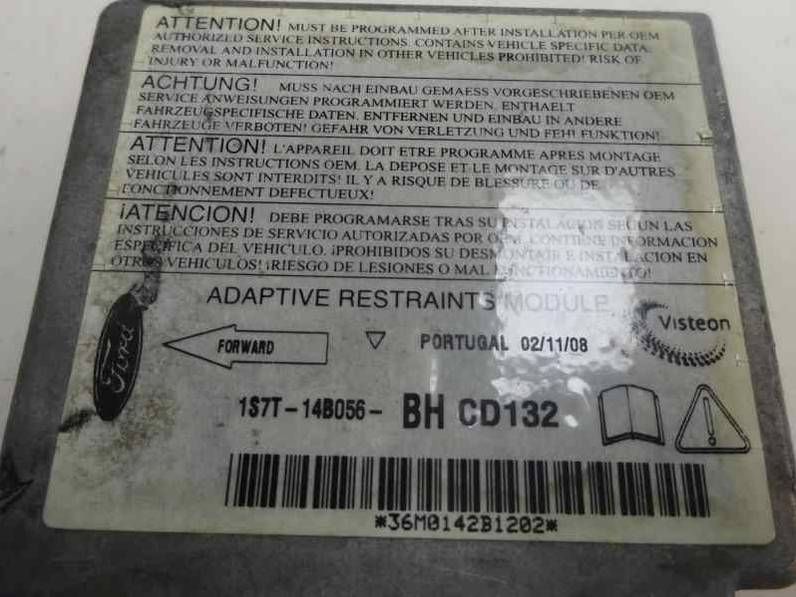 ATTENTION! MUST BE PROGRAMMED AFTER INSTALLATION PER OEM
AUTHORIZED SERVICE INSTRUCTIONS. CONTAINS VEHICLE SPECIFIC DATA.
REMOVAL AND INSTALLATION IN OTHER VEHICLES PROHIBITED! RISK OF
INJURY OR MALFUNCTION!
ACHTUNG! MUSS NACH EINBAU GEMAESS VORGESCHRIEBENEN OEM
SERVICE ANWEISUNGEN PROGRAMMIERT WERDEN. ENTHAELT
FAHRZEUGSPECIFISCHE DATEN. ENTFERNEN UND EINBAU IN ANDERE
FAHRZEUGE VERBOTEN! GEFAHR VON VERLETZUNG UND FEHLFUNKTION!
ATTENTION! L'APPAREIL DOIT ETRE PROGRAMME APRES MONTAGE
SELON LES INSTRUCTIONS OEM. LA DEPOSE ET LE MONTAGE SUR D'AUTRES
VEHICULES SONT INTERDITS! IL Y A RISQUE DE BLESSURE OU DE
FONCTIONNEMENT DEFECTUEUX!
¡ATENCION! DEBE PROGRAMARSE TRAS SU INSTALACION SEGUN LAS
INSTRUCCIONES DE SERVICIO AUTORIZADAS POR OEM. CONTIENE INFORMACION
ESPECIFICA DEL VEHICULO. ¡PROHIBIDOS SU DESMONTAJE E INSTALACION EN
OTROS VEHICULOS! ¡RIESGO DE LESIONES O MAL FUNCTIONAMIENTO!
ADAPTIVE RESTRAINTS MODULE
Ford
FORWARD
PORTUGAL 02/11/08
Visteon
1S7T-14B056- BH CD132
*36M0142B1202*